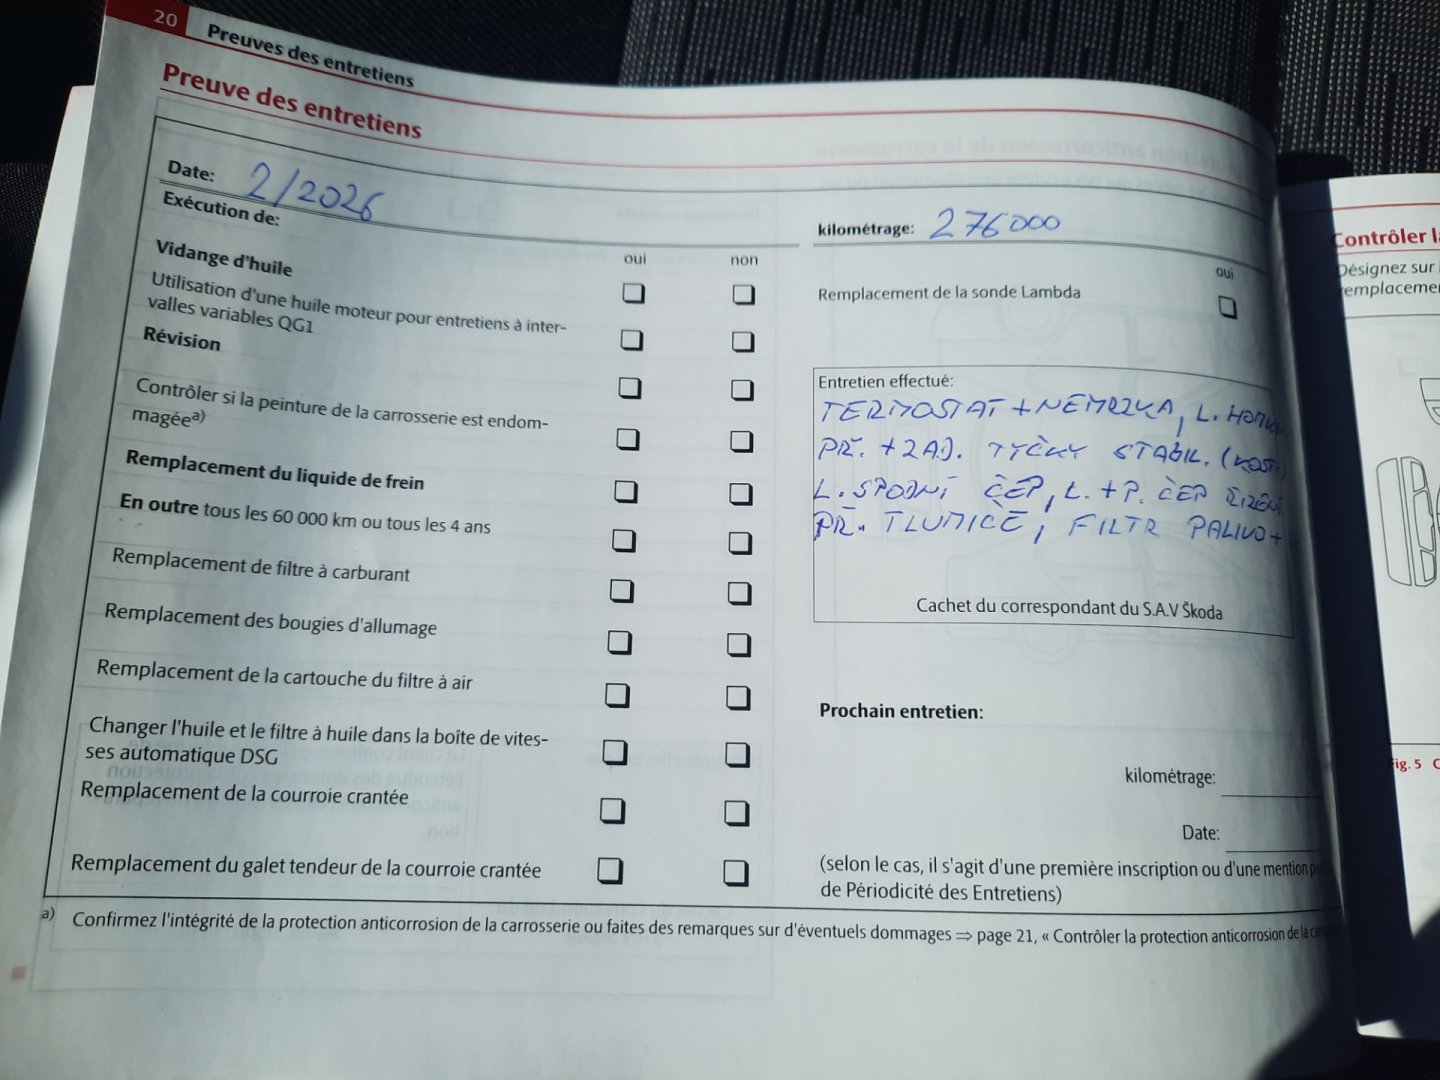 20 Preuves des entretiens
Preuve des entretiens
Date: 2/2026
Exécution de:
oui non
Vidange d'huile
Utilisation d'une huile moteur pour entretiens à inter-
valles variables QG1
Révision
Contrôler si la peinture de la carrosserie est endom-
magée a)
Remplacement du liquide de frein
En outre tous les 60 000 km ou tous les 4 ans
Remplacement de filtre à carburant
Remplacement des bougies d'allumage
Remplacement de la cartouche du filtre à air
Changer l'huile et le filtre à huile dans la boîte de vites-
ses automatique DSG
Remplacement de la courroie crantée
Remplacement du galet tendeur de la courroie crantée
kilométrage: 276000
oui
Remplacement de la sonde Lambda
Entretien effectué:
TERMOSTAT + NEMRZKA, L.
PŘ. + ZAD. TYČKY STABIL.
L. SPODNÍ ČEP, L. + P. ČEP ŘÍZENÍ
PŘ. TLUMIČE, FILTR PALIVO +
Cachet du correspondant du S.A.V Škoda
Prochain entretien:
kilométrage:
Date:
(selon le cas, il s'agit d'une première inscription ou d'une mention
de Périodicité des Entretiens)
a) Confirmez l'intégrité de la protection anticorrosion de la carrosserie ou faites des remarques sur d'éventuels dommages ⇒ page 21, « Contrôler la protection anticorrosion de la
Contrôler
Désignez sur
Fig. 5